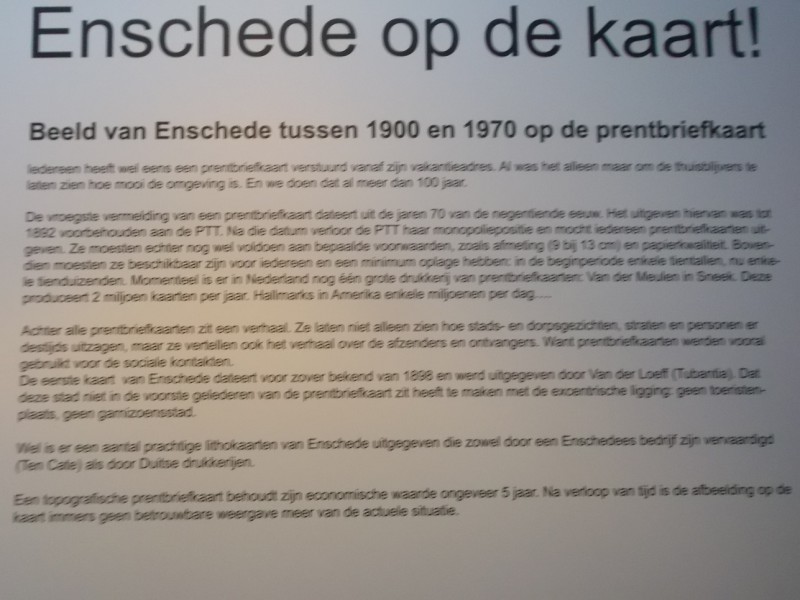 Enschede op de kaart!
Beeld van Enschede tussen 1900 en 1970 op de prentbriefkaart
Iedereen heeft wel eens een prentbriefkaart verstuurd vanaf zijn vakantieadres. Al was het alleen maar om de thuisblijvers te
laten zien hoe mooi de omgeving is. En we doen dat al meer dan 100 jaar.
De vroegste vermelding van een prentbriefkaart dateert uit de jaren 70 van de negentiende eeuw. Het uitgeven hiervan was tot
1892 voorbehouden aan de PTT. Na die datum verloor de PTT haar monopoliepositie en mocht iedereen prentbriefkaarten uit-
geven. Ze moesten echter nog wel voldoen aan bepaalde voorwaarden, zoals afmeting (9 bij 13 cm) en papierkwaliteit. Boven-
dien moesten ze beschikbaar zijn voor iedereen en een minimum oplage hebben: in de beginperiode enkele tientallen, nu enke-
le tienduizenden. Momenteel is er in Nederland nog één grote drukkerij van prentbriefkaarten: Van der Meulen in Sneek. Deze
produceert 2 miljoen kaarten per jaar. Hallmarks in Amerika enkele miljoenen per dag.....
Achter alle prentbriefkaarten zit een verhaal. Ze laten niet alleen zien hoe stads- en dorpsgezichten, straten en personen er
destijds uitzagen, maar ze vertellen ook het verhaal over de afzenders en ontvangers. Want prentbriefkaarten werden vooral
gebruikt voor de sociale kontakten.
De eerste kaart van Enschede dateert voor zover bekend van 1898 en werd uitgegeven door Van der Loeff (Tubantia). Dat
deze stad niet in de voorste gelederen van de prentbriefkaart zit heeft te maken met de excentrische ligging: geen toeristen-
plaats, geen garnizoensstad.
Wel is er een aantal prachtige lithokaarten van Enschede uitgegeven die zowel door een Enschedees bedrijf zijn vervaardigd
(Ten Cate) als door Duitse drukkerijen.
Een topografische prentbriefkaart behoudt zijn economische waarde ongeveer 5 jaar. Na verloop van tijd is de afbeelding op de
kaart immers geen betrouwbare weergave meer van de actuele situatie.